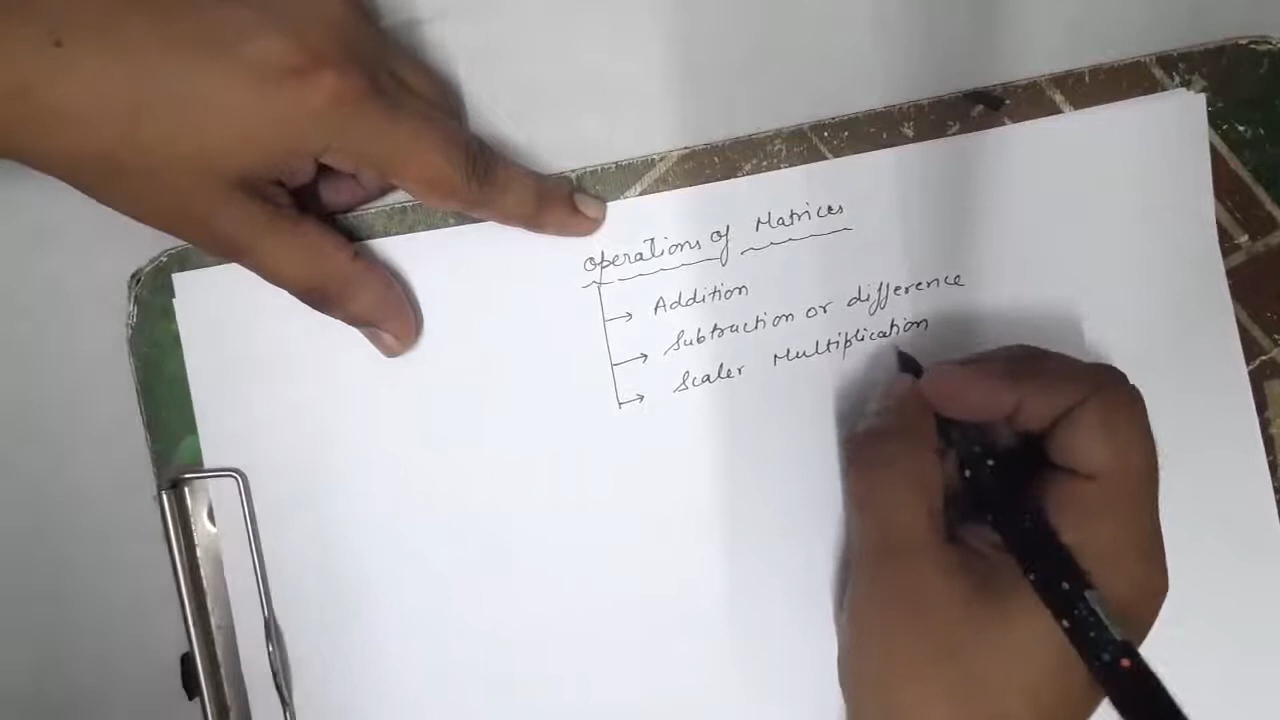 Operations of Matrices
Addition
Subtraction or difference
Scaler Multiplication